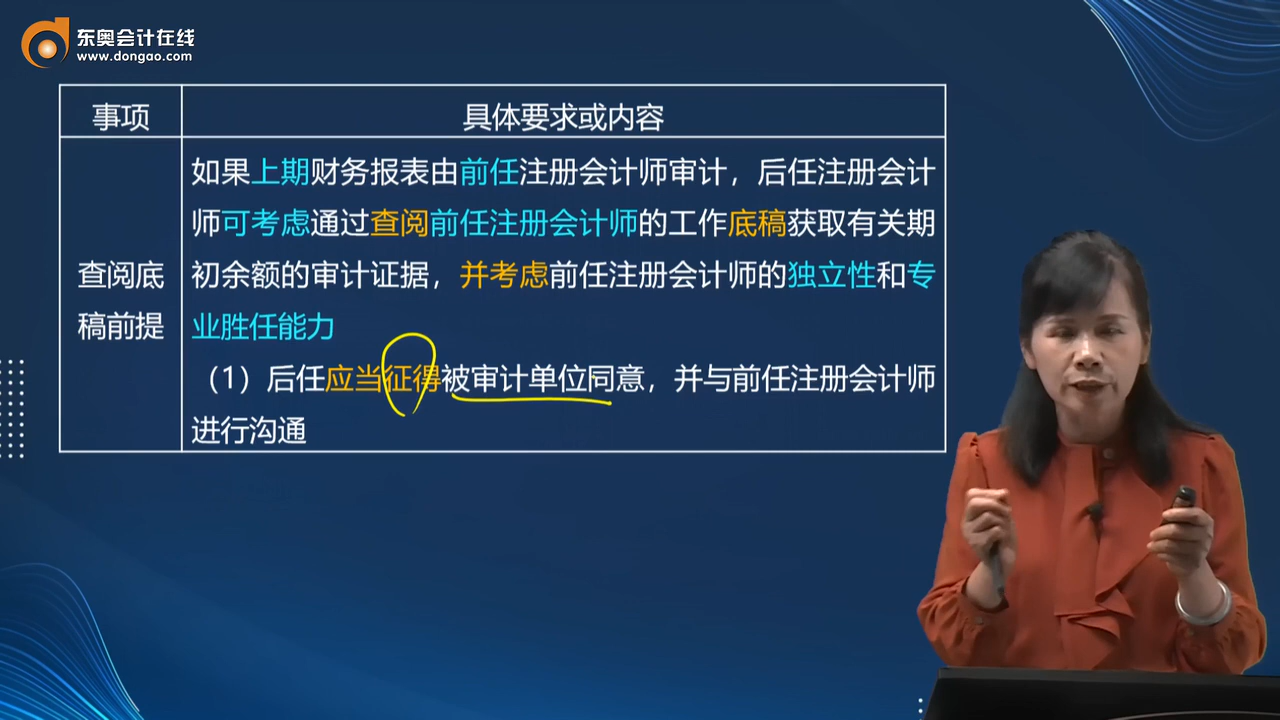 东奥会计在线
www.dongao.com
事项
具体要求或内容
查阅底
稿前提
如果上期财务报表由前任注册会计师审计，后任注册会计
师可考虑通过查阅前任注册会计师的工作底稿获取有关期
初余额的审计证据，并考虑前任注册会计师的独立性和专
业胜任能力
（1）后任应当征得被审计单位同意，并与前任注册会计师
进行沟通